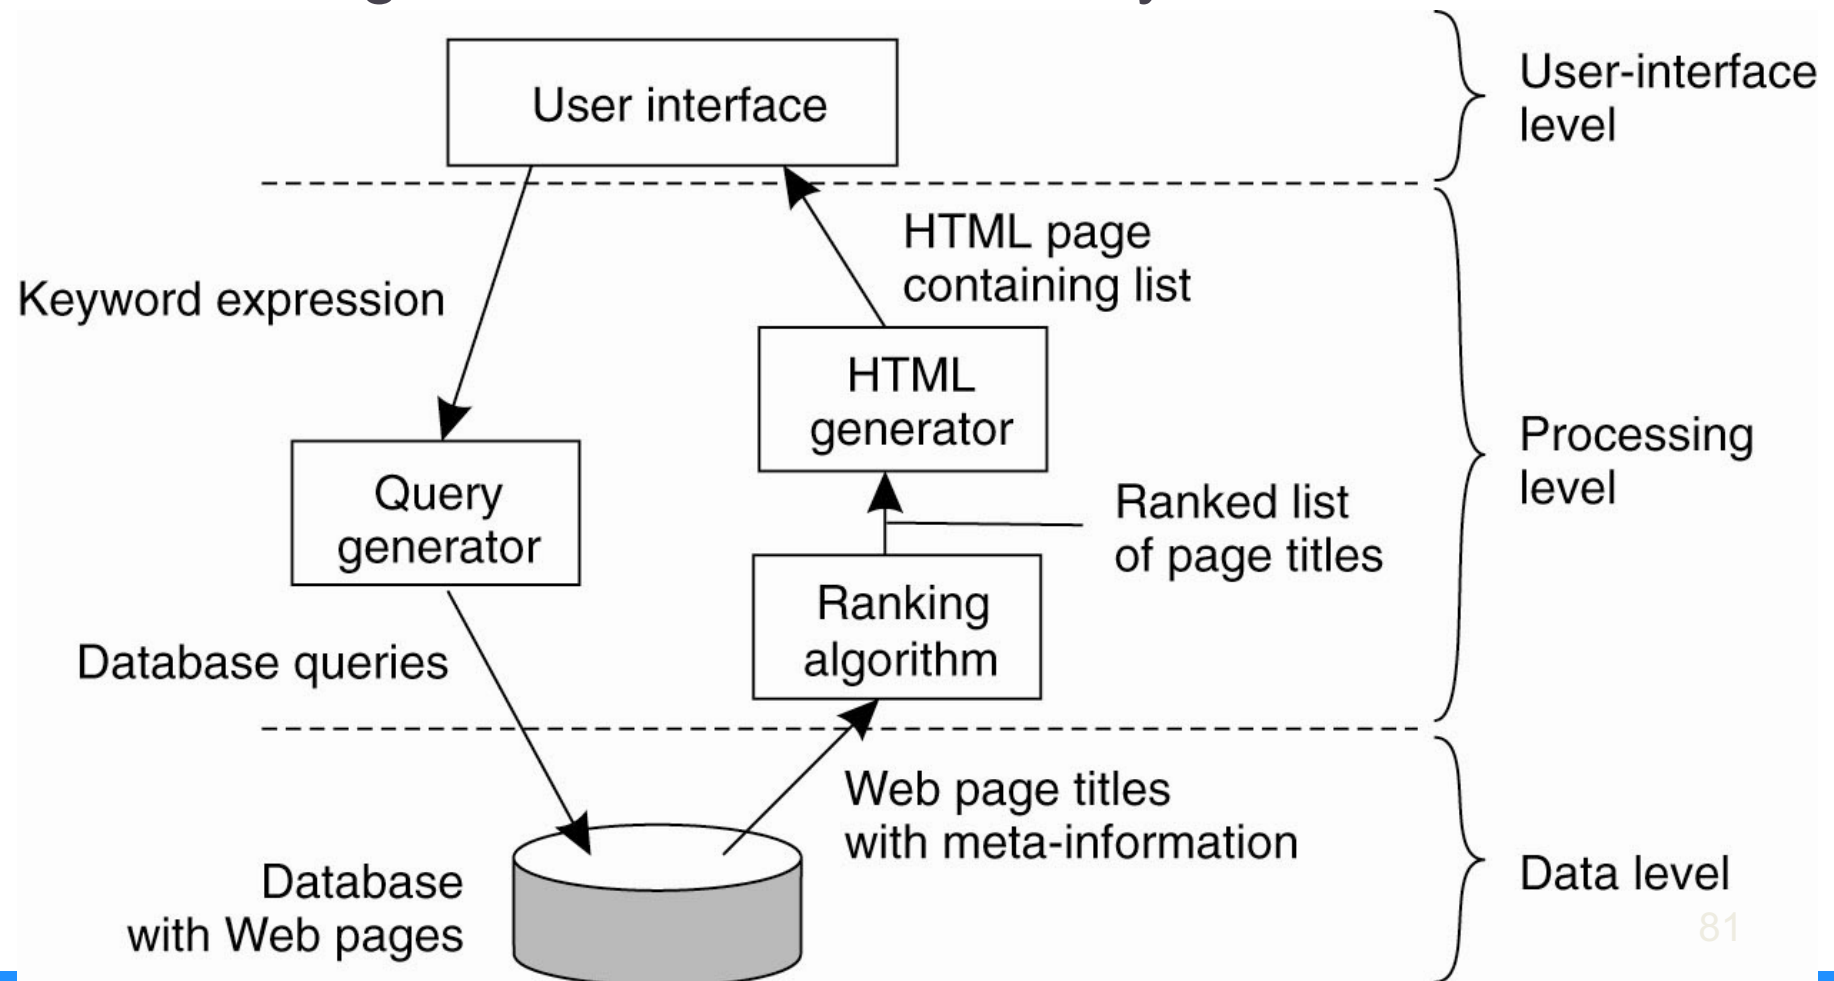 User interface
User-interface
level
HTML page
containing list
Keyword expression
HTML
generator
Processing
level
Query
generator
Ranked list
of page titles
Ranking
algorithm
Database queries
Web page titles
with meta-information
Database
with Web pages
Data level
81